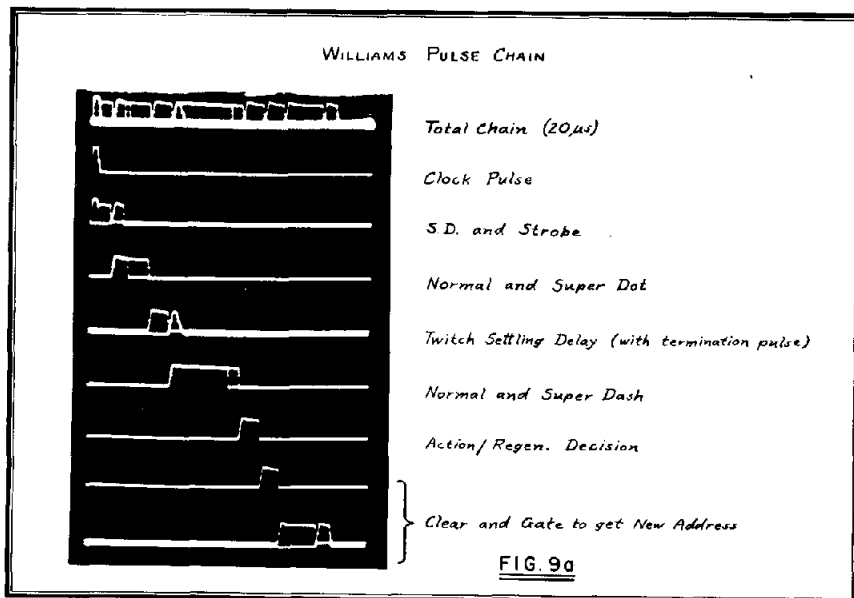 WILLIAMS PULSE CHAIN
Total Chain (20µs)
Clock Pulse
S.D. and Strobe
Normal and Super Dot
Twitch Settling Delay (with termination pulse)
Normal and Super Dash
Action/Regen. Decision
Clear and Gate to get New Address
FIG. 9a